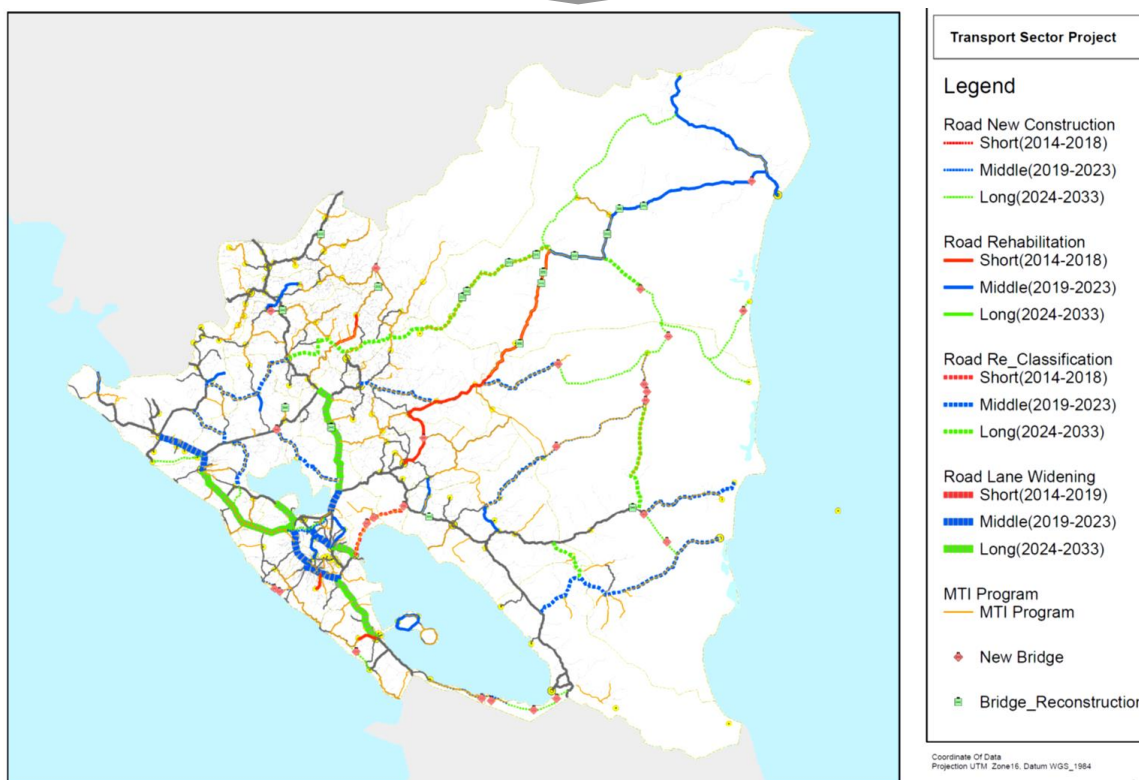 Transport Sector Project
Legend
Road New Construction
Short(2014-2018)
Middle(2019-2023)
Long(2024-2033)
Road Rehabilitation
Short(2014-2018)
Middle(2019-2023)
Long(2024-2033)
Road Re_Classification
Short(2014-2018)
Middle(2019-2023)
Long(2024-2033)
Road Lane Widening
Short(2014-2019)
Middle(2019-2023)
Long(2024-2033)
MTI Program
MTI Program
New Bridge
Bridge_Reconstruction
Coordinate Of Data
Projection UTM Zone16, Datum WGS_1984